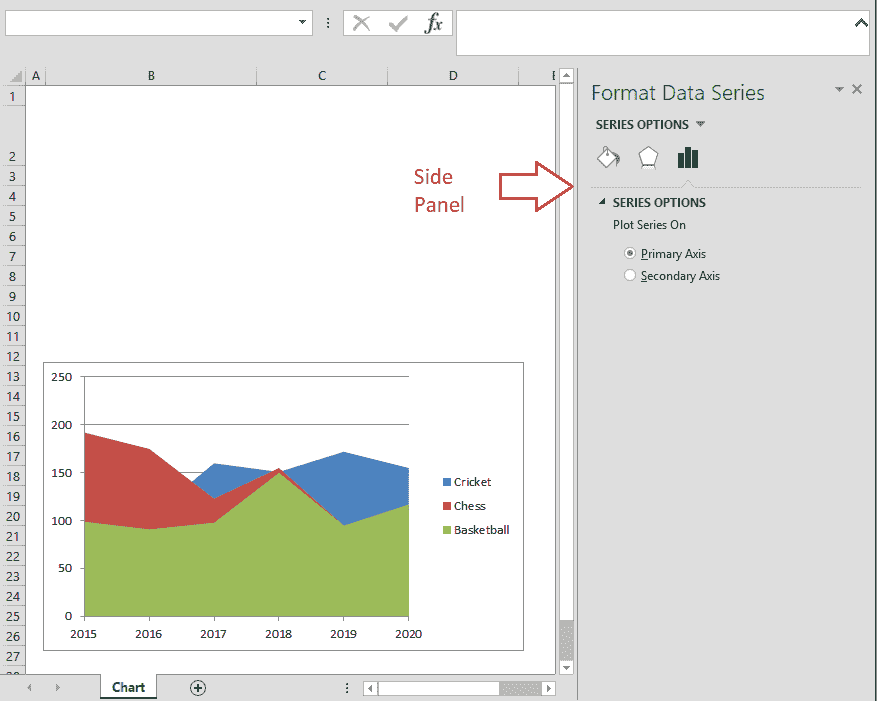 fx
A B C D E
Format Data Series
SERIES OPTIONS
1
2
3
4
5
6
7
8
9
10
11
12
13
14
15
16
17
18
19
20
21
22
23
24
25
26
27
28
Side
Panel
SERIES OPTIONS
Plot Series On
Primary Axis
Secondary Axis
250
200
150
100
50
0
2015 2016 2017 2018 2019 2020
Cricket
Chess
Basketball
Chart